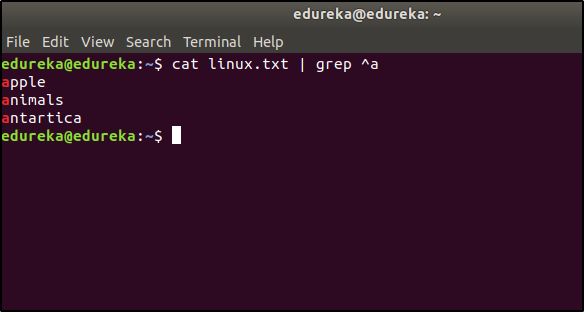 edureka@edureka: ~
File Edit View Search Terminal Help
edureka@edureka:~$ cat linux.txt | grep ^a
apple
animals
antartica
edureka@edureka:~$